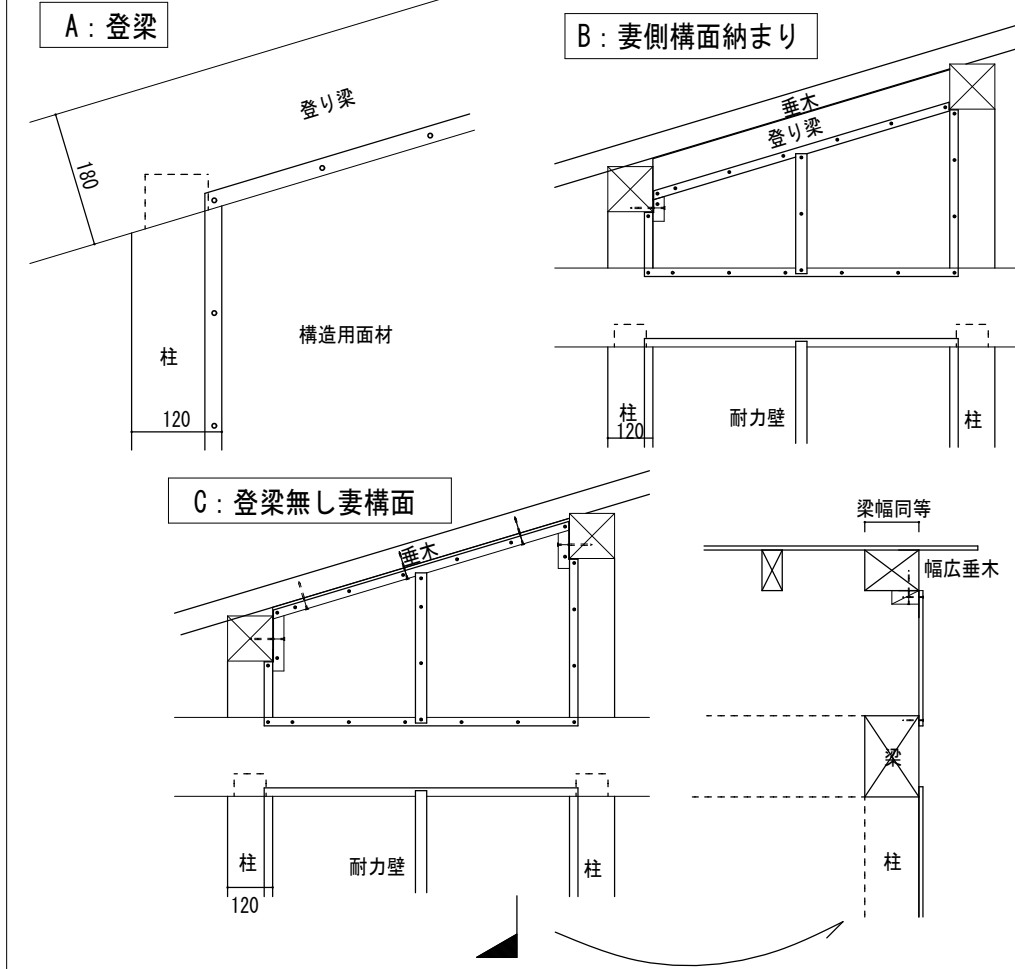 A：登梁
登り梁
180
柱
120
構造用面材
B：妻側構面納まり
垂木
登り梁
柱
120
耐力壁
柱
C：登梁無し妻構面
垂木
柱
120
耐力壁
柱
梁幅同等
幅広垂木
梁
柱